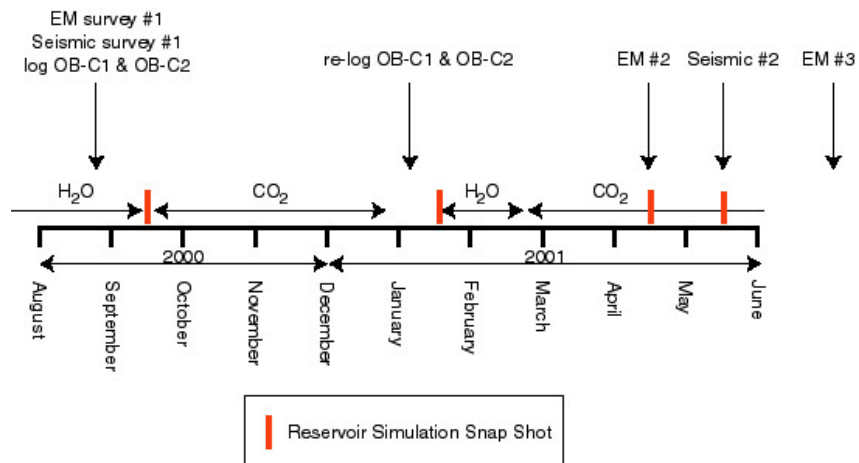 EM survey #1
Seismic survey #1
log OB-C1 & OB-C2
re-log OB-C1 & OB-C2
EM #2
Seismic #2
EM #3
H2O
CO2
H2O
CO2
2000
2001
August
September
October
November
December
January
February
March
April
May
June
Reservoir Simulation Snap Shot